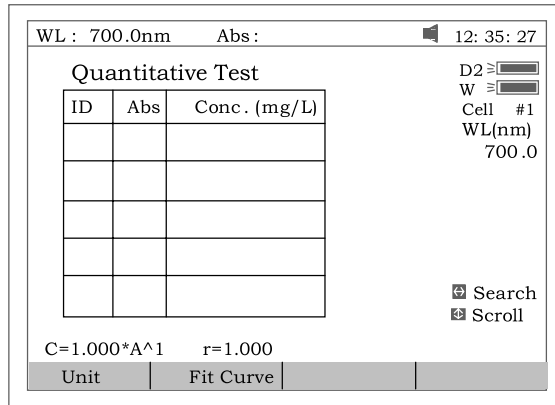 WL: 700.0nm Abs: 12: 35: 27
Quantitative Test
D2
W
Cell #1
WL(nm)
700.0
ID Abs Conc. (mg/L)
Search
Scroll
C=1.000*A^1 r=1.000
Unit Fit Curve